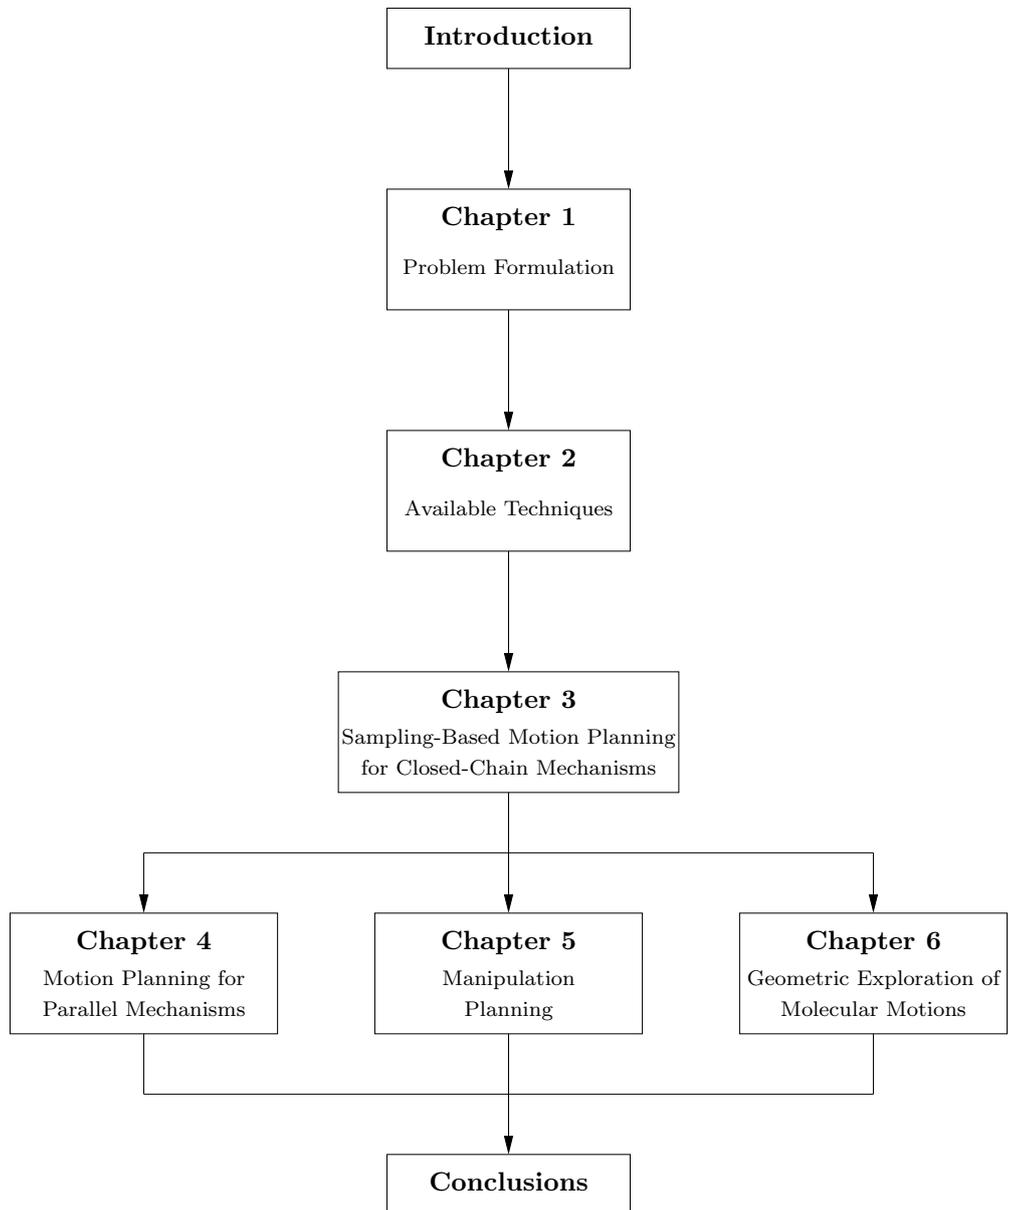 Introduction
Chapter 1
Problem Formulation
Chapter 2
Available Techniques
Chapter 3
Sampling-Based Motion Planning
for Closed-Chain Mechanisms
Chapter 4
Motion Planning for
Parallel Mechanisms
Chapter 5
Manipulation
Planning
Chapter 6
Geometric Exploration of
Molecular Motions
Conclusions